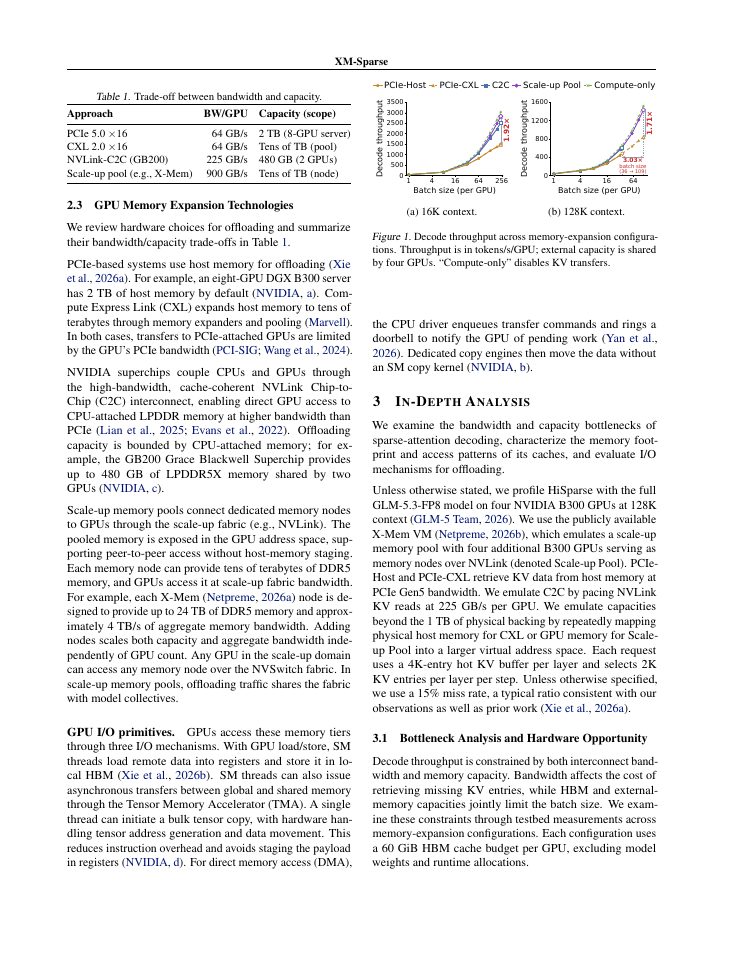 XM-Sparse
Table 1. Trade-off between bandwidth and capacity.
Approach BW/GPU Capacity (scope)
PCIe 5.0 ×16 64 GB/s 2 TB (8-GPU server)
CXL 2.0 ×16 64 GB/s Tens of TB (pool)
NVLink-C2C (GB200) 225 GB/s 480 GB (2 GPUs)
Scale-up pool (e.g., X-Mem) 900 GB/s Tens of TB (node)
2.3 GPU Memory Expansion Technologies
We review hardware choices for offloading and summarize
their bandwidth/capacity trade-offs in Table 1.
PCIe-based systems use host memory for offloading (Xie
et al., 2026a). For example, an eight-GPU DGX B300 server
has 2 TB of host memory by default (NVIDIA, a). Com-
pute Express Link (CXL) expands host memory to tens of
terabytes through memory expanders and pooling (Marvell).
In both cases, transfers to PCIe-attached GPUs are limited
by the GPU's PCIe bandwidth (PCI-SIG; Wang et al., 2024).
NVIDIA superchips couple CPUs and GPUs through
the high-bandwidth, cache-coherent NVLink Chip-to-
Chip (C2C) interconnect, enabling direct GPU access to
CPU-attached LPDDR memory at higher bandwidth than
PCIe (Lian et al., 2025; Evans et al., 2022). Offloading
capacity is bounded by CPU-attached memory; for ex-
ample, the GB200 Grace Blackwell Superchip provides
up to 480 GB of LPDDR5X memory shared by two
GPUs (NVIDIA, c).
Scale-up memory pools connect dedicated memory nodes
to GPUs through the scale-up fabric (e.g., NVLink). The
pooled memory is exposed in the GPU address space, sup-
porting peer-to-peer access without host-memory staging.
Each memory node can provide tens of terabytes of DDR5
memory, and GPUs access it at scale-up fabric bandwidth.
For example, each X-Mem (Netpreme, 2026a) node is de-
signed to provide up to 24 TB of DDR5 memory and approx-
imately 4 TB/s of aggregate memory bandwidth. Adding
nodes scales both capacity and aggregate bandwidth inde-
pendently of GPU count. Any GPU in the scale-up domain
can access any memory node over the NVSwitch fabric. In
scale-up memory pools, offloading traffic shares the fabric
with model collectives.
GPU I/O primitives. GPUs access these memory tiers
through three I/O mechanisms. With GPU load/store, SM
threads load remote data into registers and store it in lo-
cal HBM (Xie et al., 2026b). SM threads can also issue
asynchronous transfers between global and shared memory
through the Tensor Memory Accelerator (TMA). A single
thread can initiate a bulk tensor copy, with hardware han-
dling tensor address generation and data movement. This
reduces instruction overhead and avoids staging the payload
in registers (NVIDIA, d). For direct memory access (DMA),
PCIe-Host PCIe-CXL C2C Scale-up Pool Compute-only
Decode throughput
3500
3000
2500
2000
1500
1000
500
0
1.92×
1 4 16 64 256
Batch size (per GPU)
(a) 16K context.
Decode throughput
1600
1200
800
400
0
1.71×
3.03×
batch size
(36 → 109)
1 4 16 64
Batch size (per GPU)
(b) 128K context.
Figure 1. Decode throughput across memory-expansion configura-
tions. Throughput is in tokens/s/GPU; external capacity is shared
by four GPUs. "Compute-only" disables KV transfers.
the CPU driver enqueues transfer commands and rings a
doorbell to notify the GPU of pending work (Yan et al.,
2026). Dedicated copy engines then move the data without
an SM copy kernel (NVIDIA, b).
3 IN-DEPTH ANALYSIS
We examine the bandwidth and capacity bottlenecks of
sparse-attention decoding, characterize the memory foot-
print and access patterns of its caches, and evaluate I/O
mechanisms for offloading.
Unless otherwise stated, we profile HiSparse with the full
GLM-5.3-FP8 model on four NVIDIA B300 GPUs at 128K
context (GLM-5 Team, 2026). We use the publicly available
X-Mem VM (Netpreme, 2026b), which emulates a scale-up
memory pool with four additional B300 GPUs serving as
memory nodes over NVLink (denoted Scale-up Pool). PCIe-
Host and PCIe-CXL retrieve KV data from host memory at
PCIe Gen5 bandwidth. We emulate C2C by pacing NVLink
KV reads at 225 GB/s per GPU. We emulate capacities
beyond the 1 TB of physical backing by repeatedly mapping
physical host memory for CXL or GPU memory for Scale-
up Pool into a larger virtual address space. Each request
uses a 4K-entry hot KV buffer per layer and selects 2K
KV entries per layer per step. Unless otherwise specified,
we use a 15% miss rate, a typical ratio consistent with our
observations as well as prior work (Xie et al., 2026a).
3.1 Bottleneck Analysis and Hardware Opportunity
Decode throughput is constrained by both interconnect band-
width and memory capacity. Bandwidth affects the cost of
retrieving missing KV entries, while HBM and external-
memory capacities jointly limit the batch size. We exam-
ine these constraints through testbed measurements across
memory-expansion configurations. Each configuration uses
a 60 GiB HBM cache budget per GPU, excluding model
weights and runtime allocations.